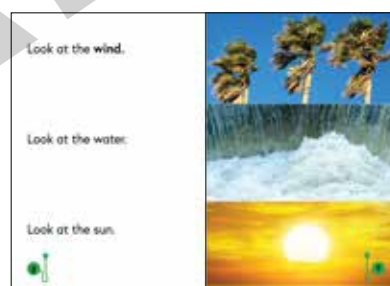 Look at the wind.
Look at the water.
Look at the sun.